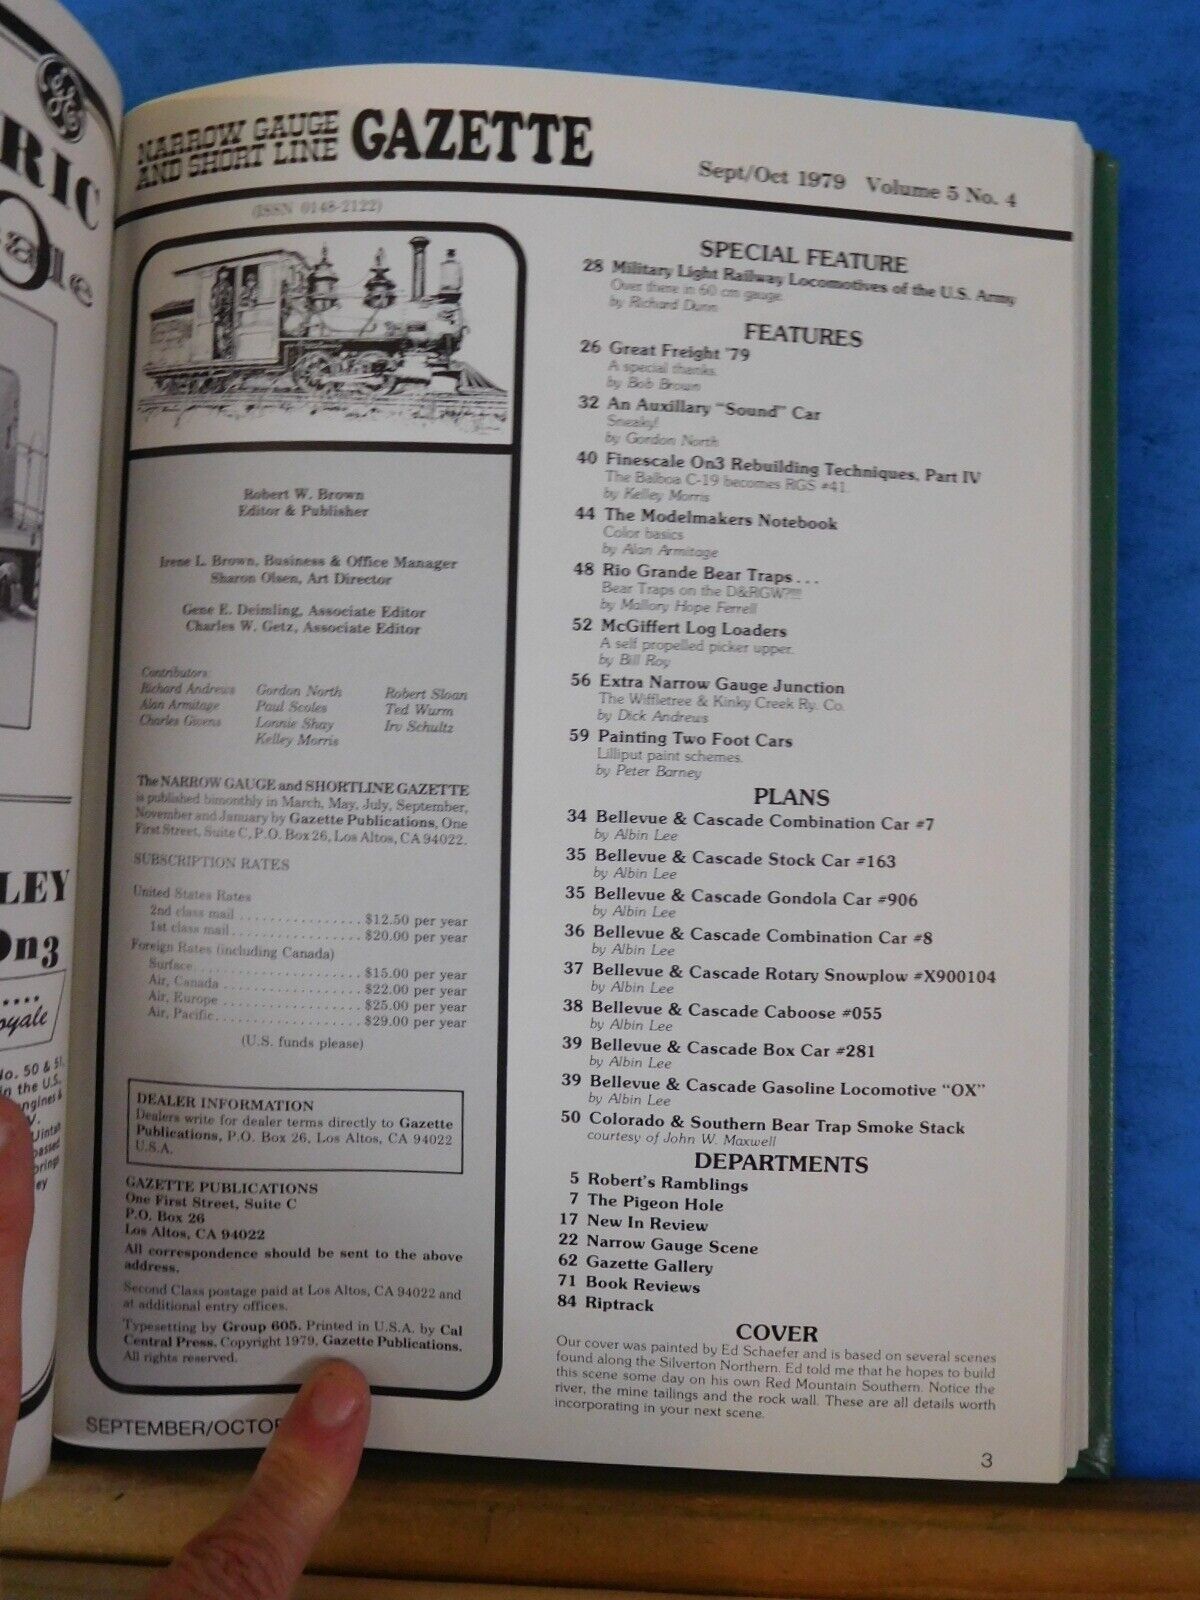 RIC
ale
LEY
On3
oyale
No. 50 & 51,
in the U.S.
ngines &
V.
Uintah
passed
prings
ey
NARROW GAUGE
AND SHORT LINE
GAZETTE
Sept/Oct 1979 Volume 5 No. 4
(ISSN 0148-2122)
Robert W. Brown
Editor & Publisher
Irene L. Brown, Business & Office Manager
Sharon Olsen, Art Director
Gene E. Deimling, Associate Editor
Charles W. Getz, Associate Editor
Contributors:
Richard Andrews Gordon North Robert Sloan
Alan Armitage Paul Scoles Ted Wurm
Charles Givens Lonnie Shay Irv Schultz
Kelley Morris
The NARROW GAUGE and SHORTLINE GAZETTE
is published bimonthly in March, May, July, September,
November and January by Gazette Publications, One
First Street, Suite C, P.O. Box 26, Los Altos, CA 94022.
SUBSCRIPTION RATES
United States Rates
2nd class mail ................ $12.50 per year
1st class mail ................. $20.00 per year
Foreign Rates (including Canada)
Surface ..................... $15.00 per year
Air, Canada .................. $22.00 per year
Air, Europe .................. $25.00 per year
Air, Pacific ................... $29.00 per year
(U.S. funds please)
DEALER INFORMATION
Dealers write for dealer terms directly to Gazette
Publications, P.O. Box 26, Los Altos, CA 94022
U.S.A.
GAZETTE PUBLICATIONS
One First Street, Suite C
P.O. Box 26
Los Altos, CA 94022
All correspondence should be sent to the above
address.
Second Class postage paid at Los Altos, CA 94022 and
at additional entry offices.
Typesetting by Group 605. Printed in U.S.A. by Cal
Central Press. Copyright 1979, Gazette Publications.
All rights reserved.
SEPTEMBER/OCTO
SPECIAL FEATURE
28 Military Light Railway Locomotives of the U.S. Army
Over there in 60 cm gauge.
by Richard Dunn
FEATURES
26 Great Freight '79
A special thanks.
by Bob Brown
32 An Auxillary "Sound" Car
Sneaky!
by Gordon North
40 Finescale On3 Rebuilding Techniques, Part IV
The Balboa C-19 becomes RGS #41.
by Kelley Morris
44 The Modelmakers Notebook
Color basics
by Alan Armitage
48 Rio Grande Bear Traps...
Bear Traps on the D&RGW?!!!
by Mallory Hope Ferrell
52 McGiffert Log Loaders
A self propelled picker upper.
by Bill Roy
56 Extra Narrow Gauge Junction
The Wiffletree & Kinky Creek Ry. Co.
by Dick Andrews
59 Painting Two Foot Cars
Lilliput paint schemes.
by Peter Barney
PLANS
34 Bellevue & Cascade Combination Car #7
by Albin Lee
35 Bellevue & Cascade Stock Car #163
by Albin Lee
35 Bellevue & Cascade Gondola Car #906
by Albin Lee
36 Bellevue & Cascade Combination Car #8
by Albin Lee
37 Bellevue & Cascade Rotary Snowplow #X900104
by Albin Lee
38 Bellevue & Cascade Caboose #055
by Albin Lee
39 Bellevue & Cascade Box Car #281
by Albin Lee
39 Bellevue & Cascade Gasoline Locomotive "OX"
by Albin Lee
50 Colorado & Southern Bear Trap Smoke Stack
courtesy of John W. Maxwell
DEPARTMENTS
5 Robert's Ramblings
7 The Pigeon Hole
17 New In Review
22 Narrow Gauge Scene
62 Gazette Gallery
71 Book Reviews
84 Riptrack
COVER
Our cover was painted by Ed Schaefer and is based on several scenes
found along the Silverton Northern. Ed told me that he hopes to build
this scene some day on his own Red Mountain Southern. Notice the
river, the mine tailings and the rock wall. These are all details worth
incorporating in your next scene.
3